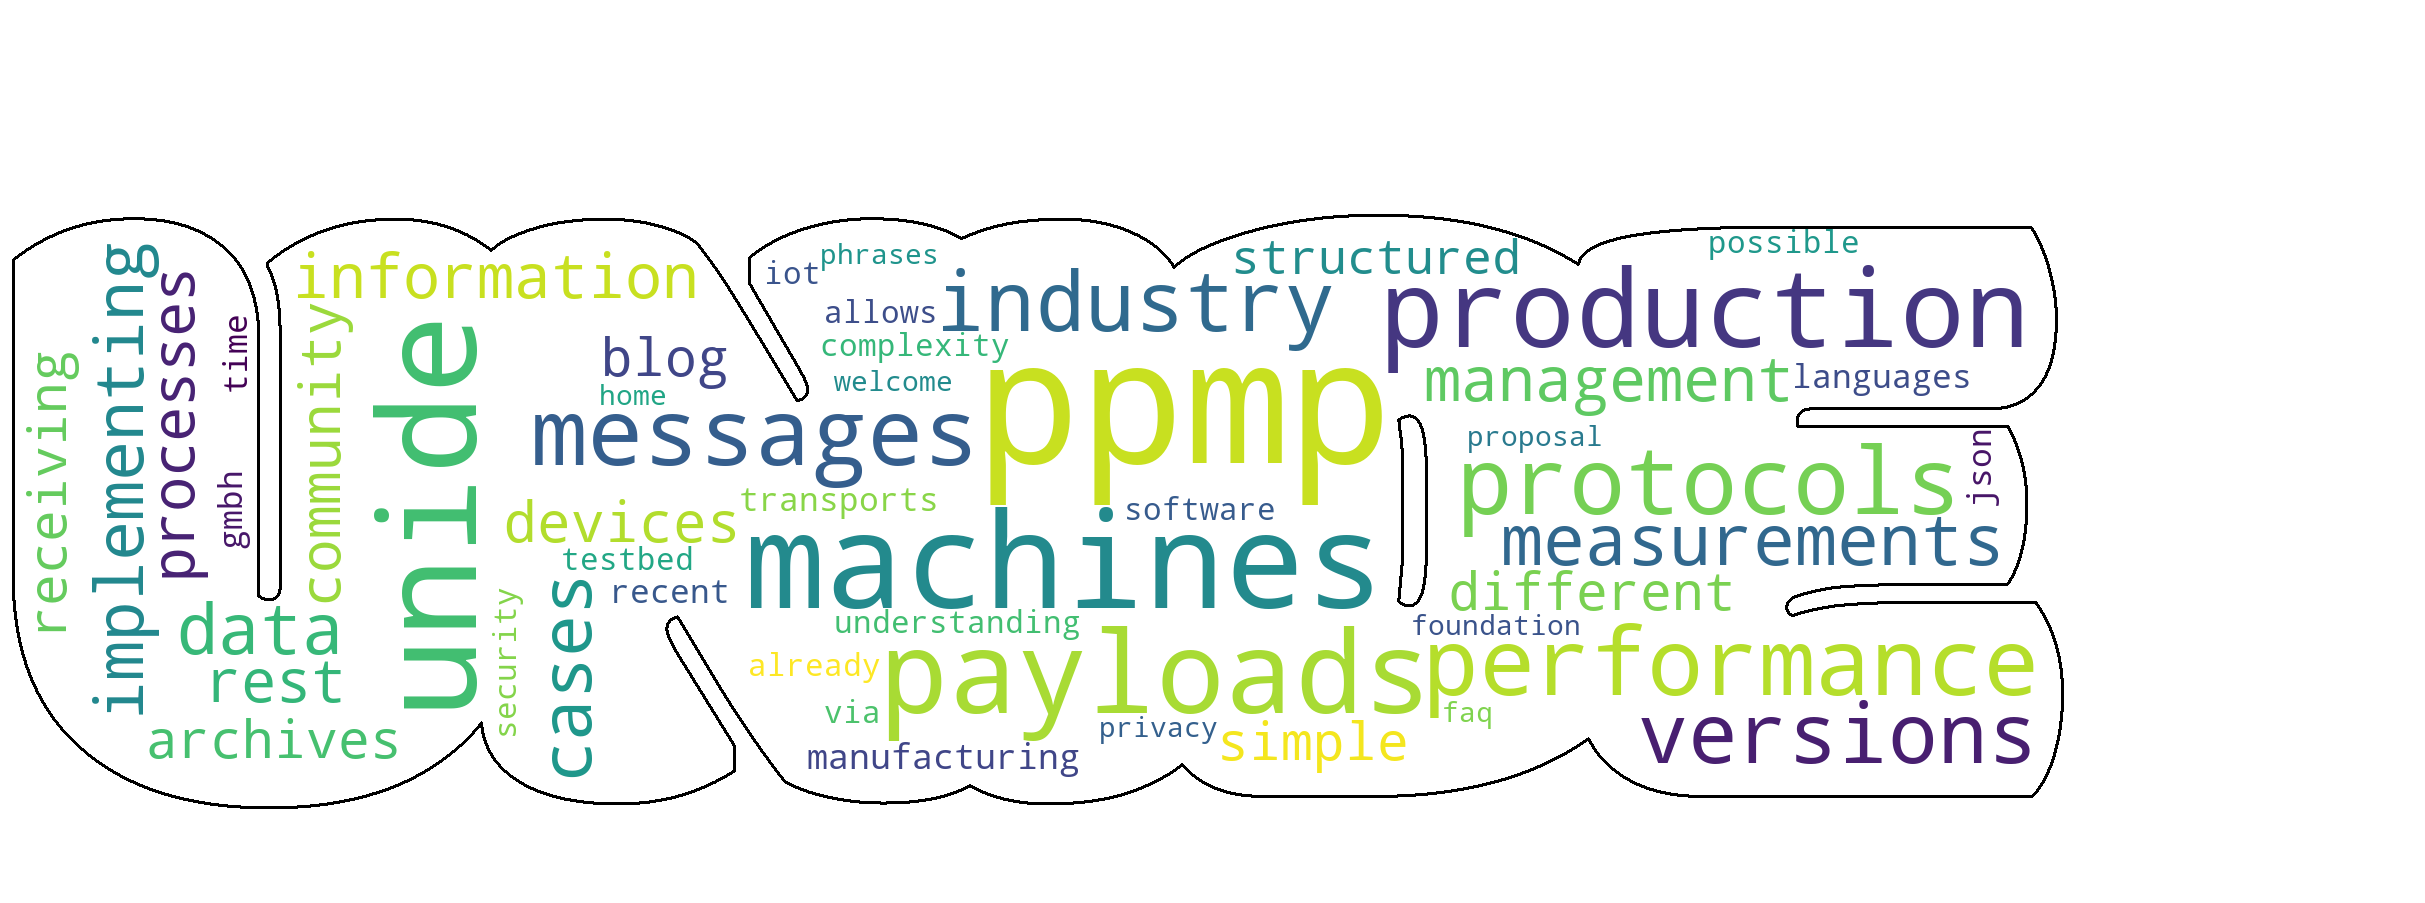 receiving
implementing
processes
time
gmbh
data
rest
archives
information
community
unide
blog
home
messages
devices
testbed
recent
security
cases
iot
phrases
allows
complexity
welcome
industry
structured
ppmp
transports
software
machines
understanding
already
payloads
via
privacy
manufacturing
simple
possible
production
management
languages
proposal
protocols
json
measurements
different
foundation
performance
faq
versions